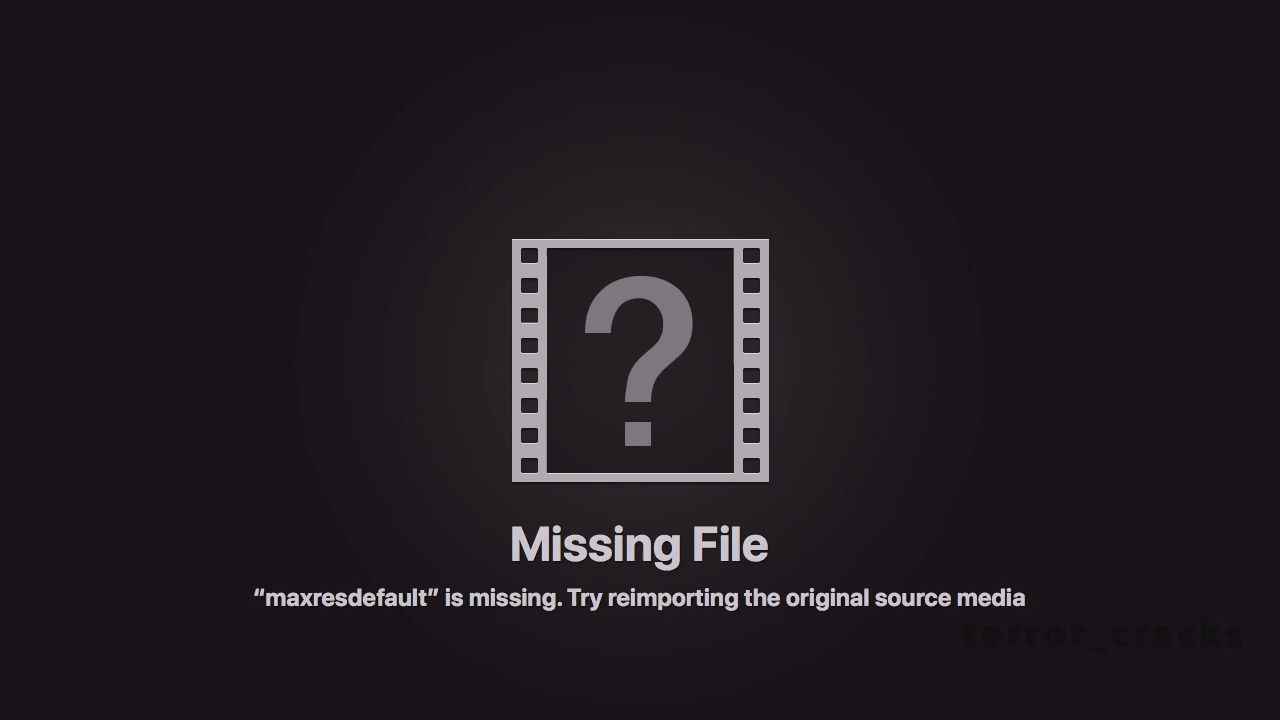 ?
Missing File
“maxresdefault” is missing. Try reimporting the original source media
terror_cracks